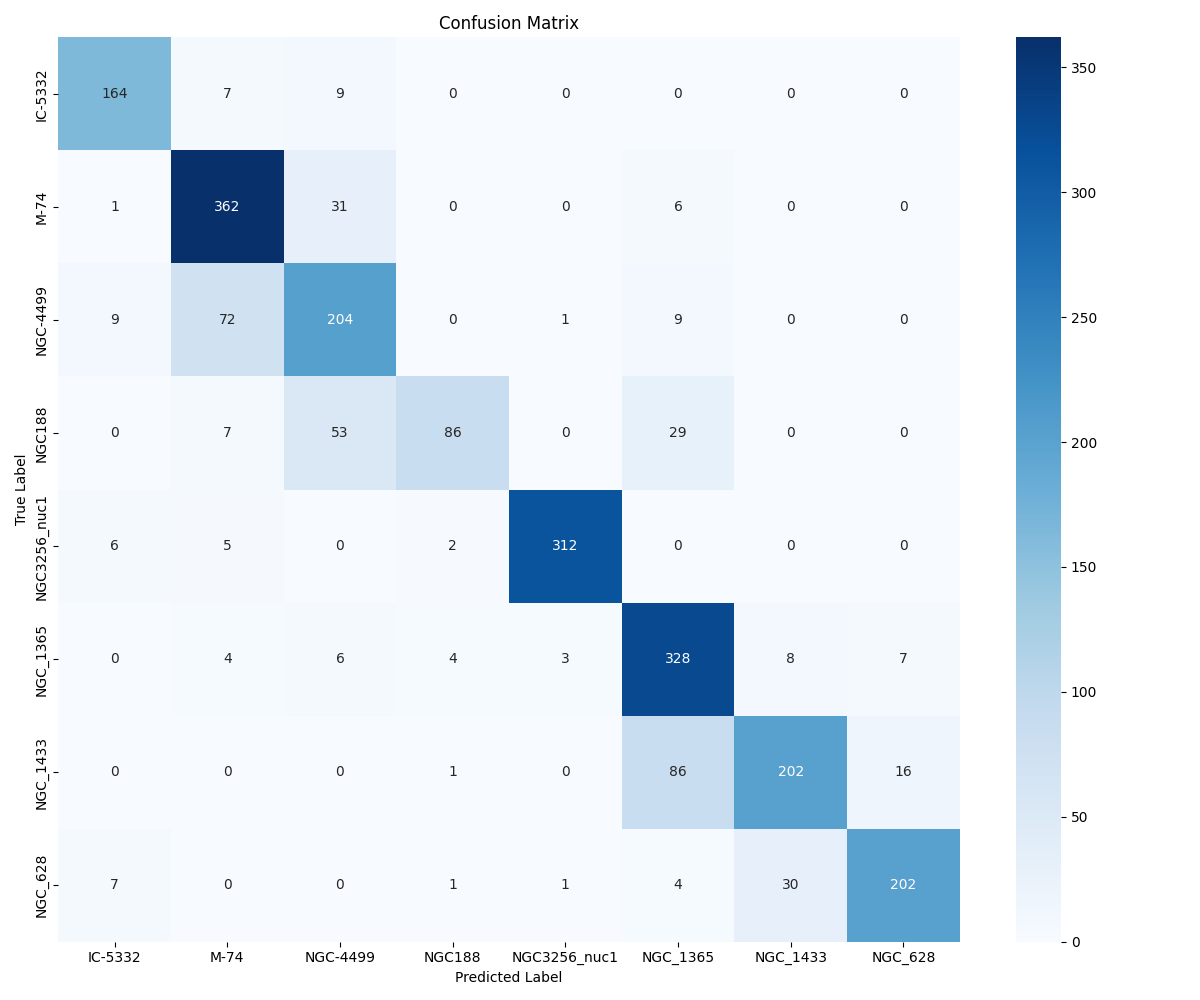 Confusion Matrix
True Label
IC-5332 164 7 9 0 0 0 0 0
M-74 1 362 31 0 0 6 0 0
NGC-4499 9 72 204 0 1 9 0 0
NGC188 0 7 53 86 0 29 0 0
NGC3256_nuc1 6 5 0 2 312 0 0 0
NGC_1365 0 4 6 4 3 328 8 7
NGC_1433 0 0 0 1 0 86 202 16
NGC_628 7 0 0 1 1 4 30 202
IC-5332 M-74 NGC-4499 NGC188 NGC3256_nuc1 NGC_1365 NGC_1433 NGC_628
Predicted Label
350
300
250
200
150
100
50
0